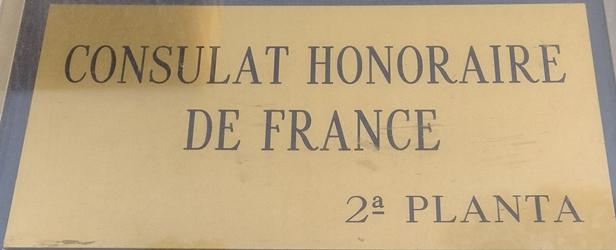 CONSULAT HONORAIRE
DE FRANCE
2ª PLANTA